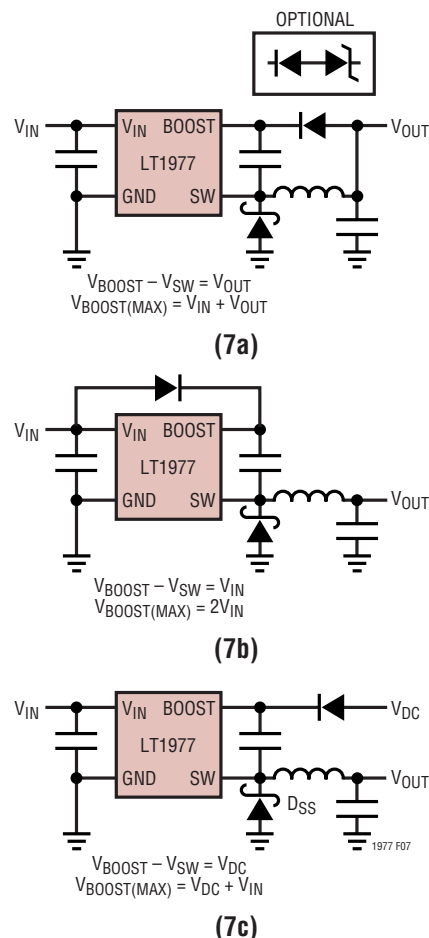 OPTIONAL
V_IN
V_IN BOOST
V_OUT
LT1977
GND SW
V_BOOST – V_SW = V_OUT
V_BOOST(MAX) = V_IN + V_OUT
(7a)
V_IN
V_IN BOOST
LT1977
GND SW
V_OUT
V_BOOST – V_SW = V_IN
V_BOOST(MAX) = 2V_IN
(7b)
V_IN
V_IN BOOST
V_DC
LT1977
GND SW
V_OUT
D_SS
1977 F07
V_BOOST – V_SW = V_DC
V_BOOST(MAX) = V_DC + V_IN
(7c)